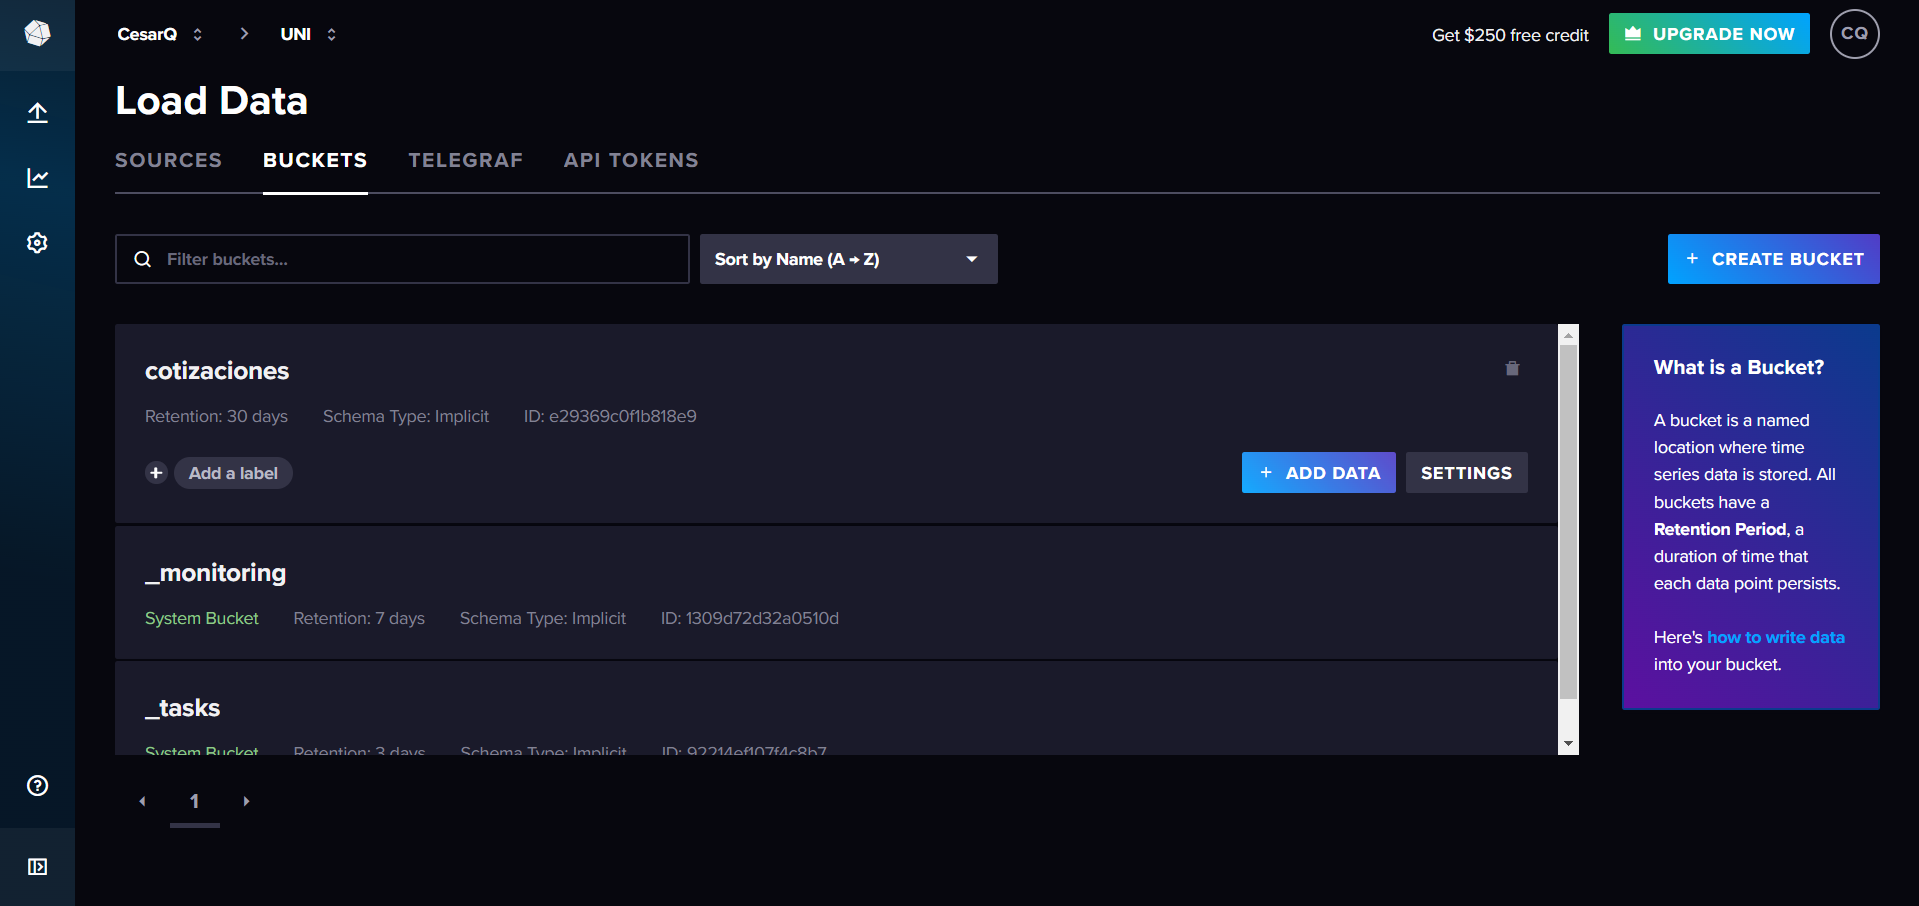 CesarQ UNI Get $250 free credit UPGRADE NOW CQ
Load Data
SOURCES BUCKETS TELEGRAF API TOKENS
Filter buckets... Sort by Name (A → Z) + CREATE BUCKET
cotizaciones
Retention: 30 days Schema Type: Implicit ID: e29369c0f1b818e9
+ Add a label + ADD DATA SETTINGS
_monitoring
System Bucket Retention: 7 days Schema Type: Implicit ID: 1309d72d32a0510d
_tasks
System Bucket Retention: 3 days Schema Type: Implicit ID: 92214ef107f4c8b7
1
What is a Bucket?
A bucket is a named
location where time
series data is stored. All
buckets have a
Retention Period, a
duration of time that
each data point persists.
Here's how to write data
into your bucket.